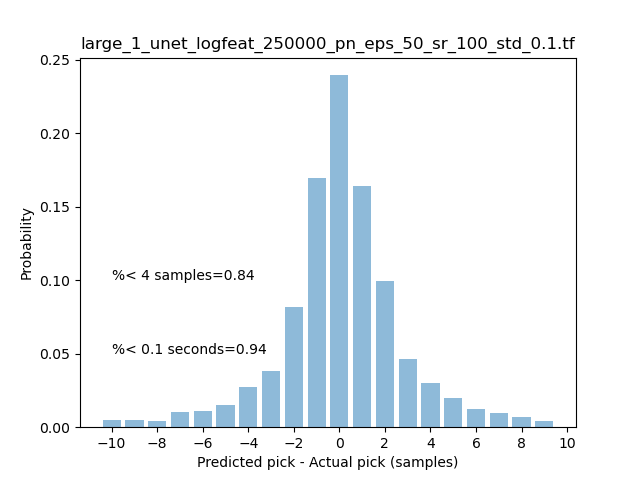 large_1_unet_logfeat_250000_pn_eps_50_sr_100_std_0.1.tf
0.25
0.20
0.15
0.10
0.05
0.00
Probability
%< 4 samples=0.84
%< 0.1 seconds=0.94
−10 −8 −6 −4 −2 0 2 4 6 8 10
Predicted pick - Actual pick (samples)